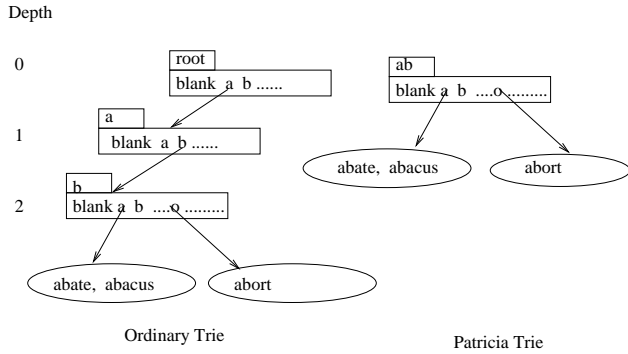 Depth
0
root
blank a b ......
ab
blank a b ....o .........
1
a
blank a b ......
abate, abacus
abort
2
b
blank a b ....o .........
abate, abacus
abort
Ordinary Trie
Patricia Trie